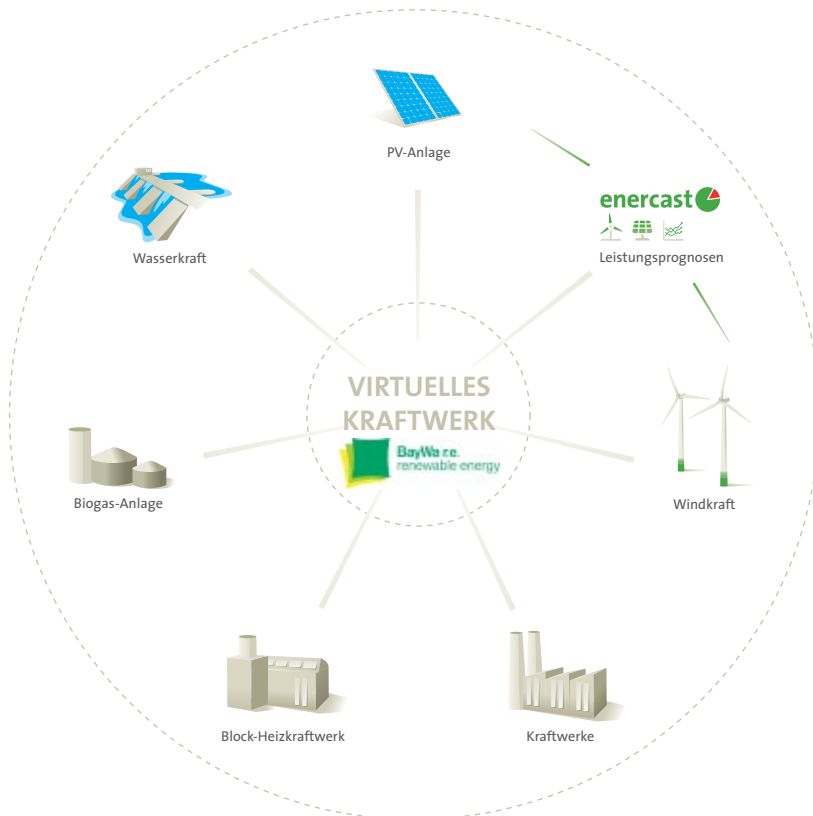 PV-Anlage
enercast
Leistungsprognosen
Wasserkraft
VIRTUELLES
KRAFTWERK
BayWa r.e.
renewable energy
Biogas-Anlage
Windkraft
Block-Heizkraftwerk
Kraftwerke